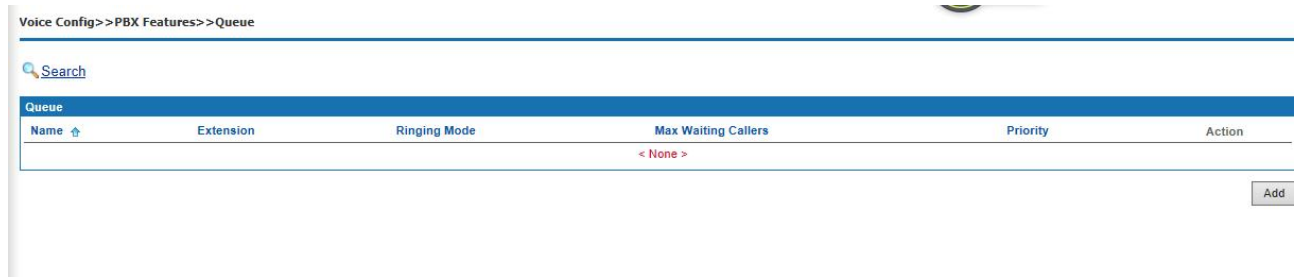 Voice Config>>PBX Features>>Queue
Search
Queue
Name Extension Ringing Mode Max Waiting Callers Priority Action
< None >
Add